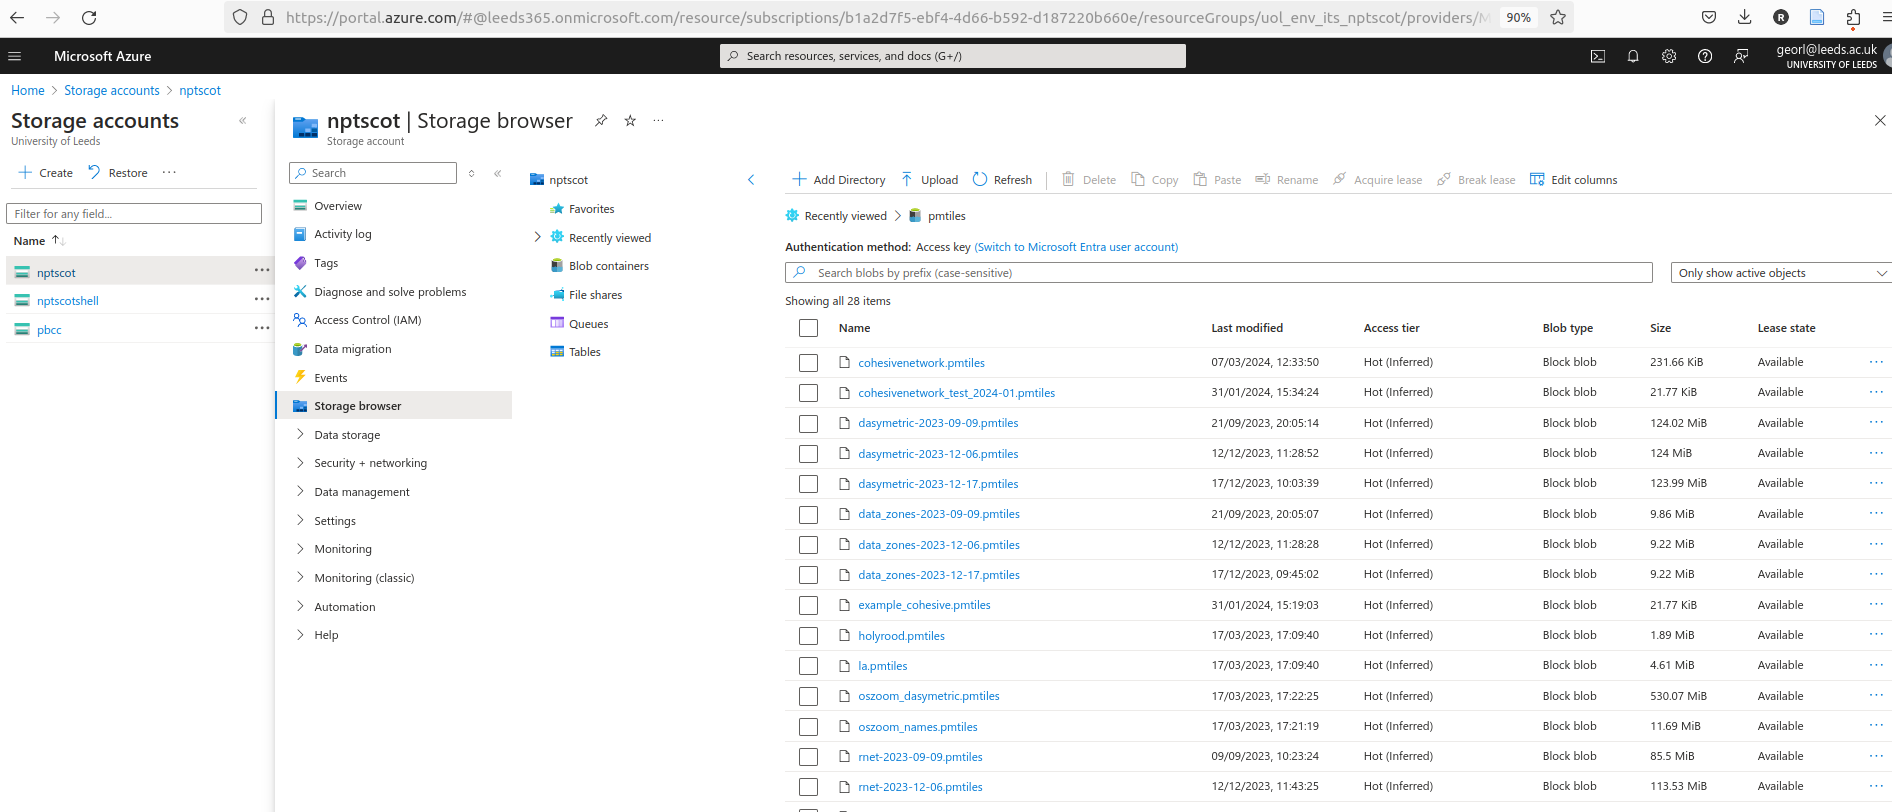 https://portal.azure.com/#@leeds365.onmicrosoft.com/resource/subscriptions/b1a2d7f5-ebf4-4d66-b592-d187220b660e/resourceGroups/uol_env_its_nptscot/providers/M
90%
Microsoft Azure
Search resources, services, and docs (G+/)
georl@leeds.ac.uk
UNIVERSITY OF LEEDS
Home > Storage accounts > nptscot
Storage accounts
University of Leeds
Create Restore ...
Filter for any field...
Name
nptscot ...
nptscotshell ...
pbcc ...
nptscot | Storage browser ...
Storage account
Search
Overview
Activity log
Tags
Diagnose and solve problems
Access Control (IAM)
Data migration
Events
Storage browser
Data storage
Security + networking
Data management
Settings
Monitoring
Monitoring (classic)
Automation
Help
nptscot
Favorites
Recently viewed
Blob containers
File shares
Queues
Tables
Add Directory Upload Refresh Delete Copy Paste Rename Acquire lease Break lease Edit columns
Recently viewed > pmtiles
Authentication method: Access key (Switch to Microsoft Entra user account)
Search blobs by prefix (case-sensitive)
Only show active objects
Showing all 28 items
Name Last modified Access tier Blob type Size Lease state
cohesivenetwork.pmtiles 07/03/2024, 12:33:50 Hot (Inferred) Block blob 231.66 KiB Available ...
cohesivenetwork_test_2024-01.pmtiles 31/01/2024, 15:34:24 Hot (Inferred) Block blob 21.77 KiB Available ...
dasymetric-2023-09-09.pmtiles 21/09/2023, 20:05:14 Hot (Inferred) Block blob 124.02 MiB Available ...
dasymetric-2023-12-06.pmtiles 12/12/2023, 11:28:52 Hot (Inferred) Block blob 124 MiB Available ...
dasymetric-2023-12-17.pmtiles 17/12/2023, 10:03:39 Hot (Inferred) Block blob 123.99 MiB Available ...
data_zones-2023-09-09.pmtiles 21/09/2023, 20:05:07 Hot (Inferred) Block blob 9.86 MiB Available ...
data_zones-2023-12-06.pmtiles 12/12/2023, 11:28:28 Hot (Inferred) Block blob 9.22 MiB Available ...
data_zones-2023-12-17.pmtiles 17/12/2023, 09:45:02 Hot (Inferred) Block blob 9.22 MiB Available ...
example_cohesive.pmtiles 31/01/2024, 15:19:03 Hot (Inferred) Block blob 21.77 KiB Available ...
holyrood.pmtiles 17/03/2023, 17:09:40 Hot (Inferred) Block blob 1.89 MiB Available ...
la.pmtiles 17/03/2023, 17:09:40 Hot (Inferred) Block blob 4.61 MiB Available ...
oszoom_dasymetric.pmtiles 17/03/2023, 17:22:25 Hot (Inferred) Block blob 530.07 MiB Available ...
oszoom_names.pmtiles 17/03/2023, 17:21:19 Hot (Inferred) Block blob 11.69 MiB Available ...
rnet-2023-09-09.pmtiles 09/09/2023, 10:23:24 Hot (Inferred) Block blob 85.5 MiB Available ...
rnet-2023-12-06.pmtiles 12/12/2023, 11:43:25 Hot (Inferred) Block blob 113.53 MiB Available ...